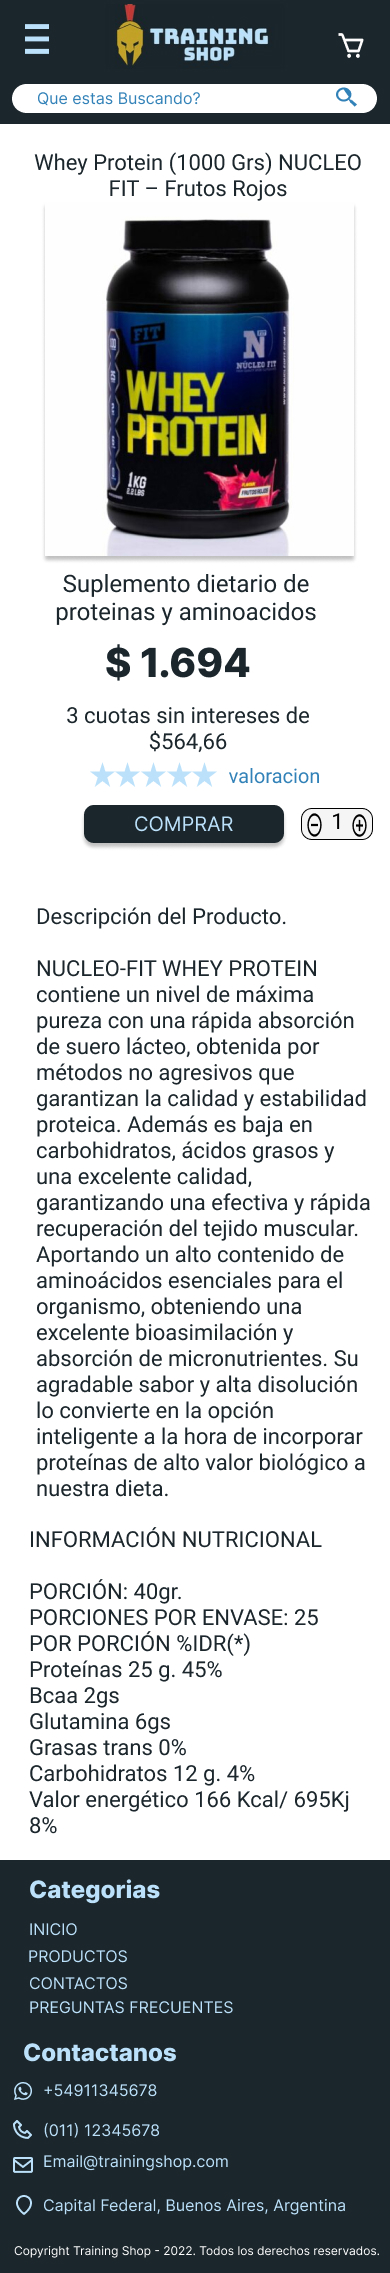 TRAINING
SHOP
Que estas Buscando?
Whey Protein (1000 Grs) NUCLEO
FIT – Frutos Rojos
FIT
N
NÚCLEO FIT
WHEY
PROTEIN
1KG
2.2 LBS
FRUTOS ROJOS
Suplemento dietario de
proteinas y aminoacidos
$ 1.694
3 cuotas sin intereses de
$564,66
valoracion
COMPRAR
1
Descripción del Producto.
NUCLEO-FIT WHEY PROTEIN
contiene un nivel de máxima
pureza con una rápida absorción
de suero lácteo, obtenida por
métodos no agresivos que
garantizan la calidad y estabilidad
proteica. Además es baja en
carbohidratos, ácidos grasos y
una excelente calidad,
garantizando una efectiva y rápida
recuperación del tejido muscular.
Aportando un alto contenido de
aminoácidos esenciales para el
organismo, obteniendo una
excelente bioasimilación y
absorción de micronutrientes. Su
agradable sabor y alta disolución
lo convierte en la opción
inteligente a la hora de incorporar
proteínas de alto valor biológico a
nuestra dieta.
INFORMACIÓN NUTRICIONAL
PORCIÓN: 40gr.
PORCIONES POR ENVASE: 25
POR PORCIÓN %IDR(*)
Proteínas 25 g. 45%
Bcaa 2gs
Glutamina 6gs
Grasas trans 0%
Carbohidratos 12 g. 4%
Valor energético 166 Kcal/ 695Kj
8%
Categorias
INICIO
PRODUCTOS
CONTACTOS
PREGUNTAS FRECUENTES
Contactanos
+54911345678
(011) 12345678
Email@trainingshop.com
Capital Federal, Buenos Aires, Argentina
Copyright Training Shop - 2022. Todos los derechos reservados.